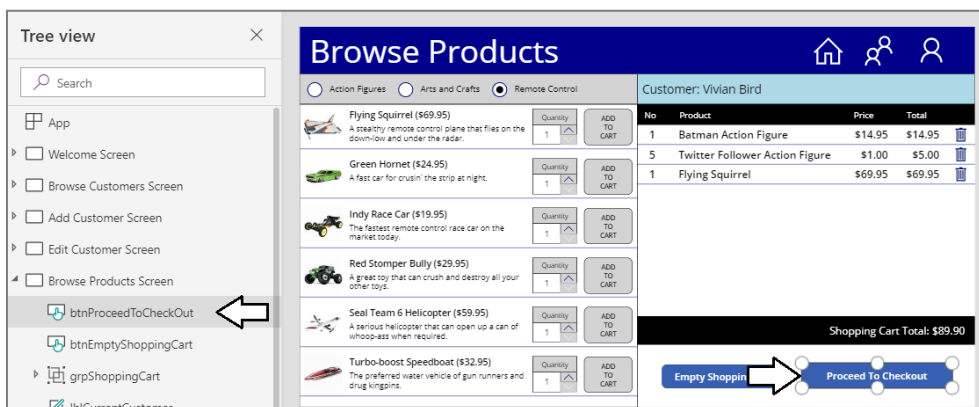 Tree view
Search
App
Welcome Screen
Browse Customers Screen
Add Customer Screen
Edit Customer Screen
Browse Products Screen
btnProceedToCheckOut
btnEmptyShoppingCart
grpShoppingCart
lblCurrentCustomer
Browse Products
Action Figures Arts and Crafts Remote Control
Flying Squirrel ($69.95)
A stealthy remote control plane that flies on the
down-low and under the radar.
Quantity
1
ADD
TO
CART
Green Hornet ($24.95)
A fast car for crusin' the strip at night.
Quantity
1
ADD
TO
CART
Indy Race Car ($19.95)
The fastest remote control race car on the
market today.
Quantity
1
ADD
TO
CART
Red Stomper Bully ($29.95)
A great toy that can crush and destroy all your
other toys.
Quantity
1
ADD
TO
CART
Seal Team 6 Helicopter ($59.95)
A serious helicopter that can open up a can of
whoop-ass when required.
Quantity
1
ADD
TO
CART
Turbo-boost Speedboat ($32.95)
The preferred water vehicle of gun runners and
drug kingpins.
Quantity
1
ADD
TO
CART
Customer: Vivian Bird
No Product Price Total
1 Batman Action Figure $14.95 $14.95
5 Twitter Follower Action Figure $1.00 $5.00
1 Flying Squirrel $69.95 $69.95
Shopping Cart Total: $89.90
Empty Shoppin
Proceed To Checkout